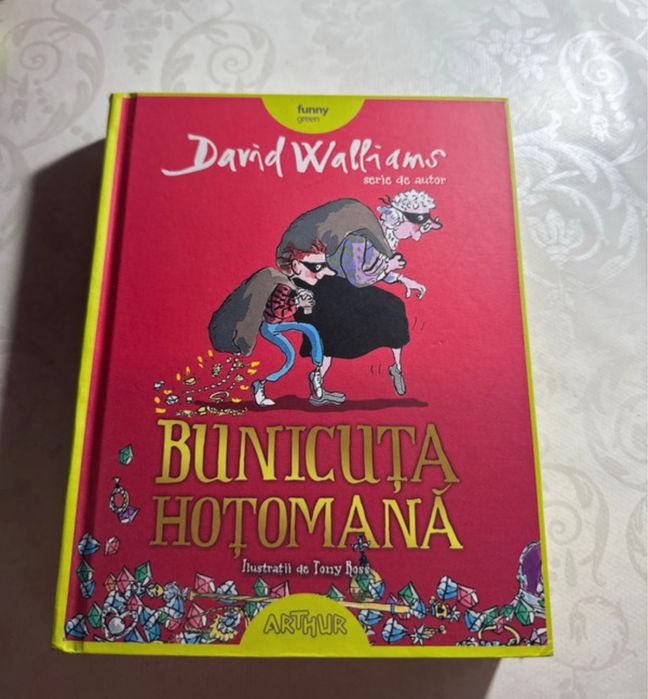 funny
green
David Walliams
serie de autor
BUNICUȚA
HOȚOMANĂ
Ilustrații de Tony Ross
ARTHUR